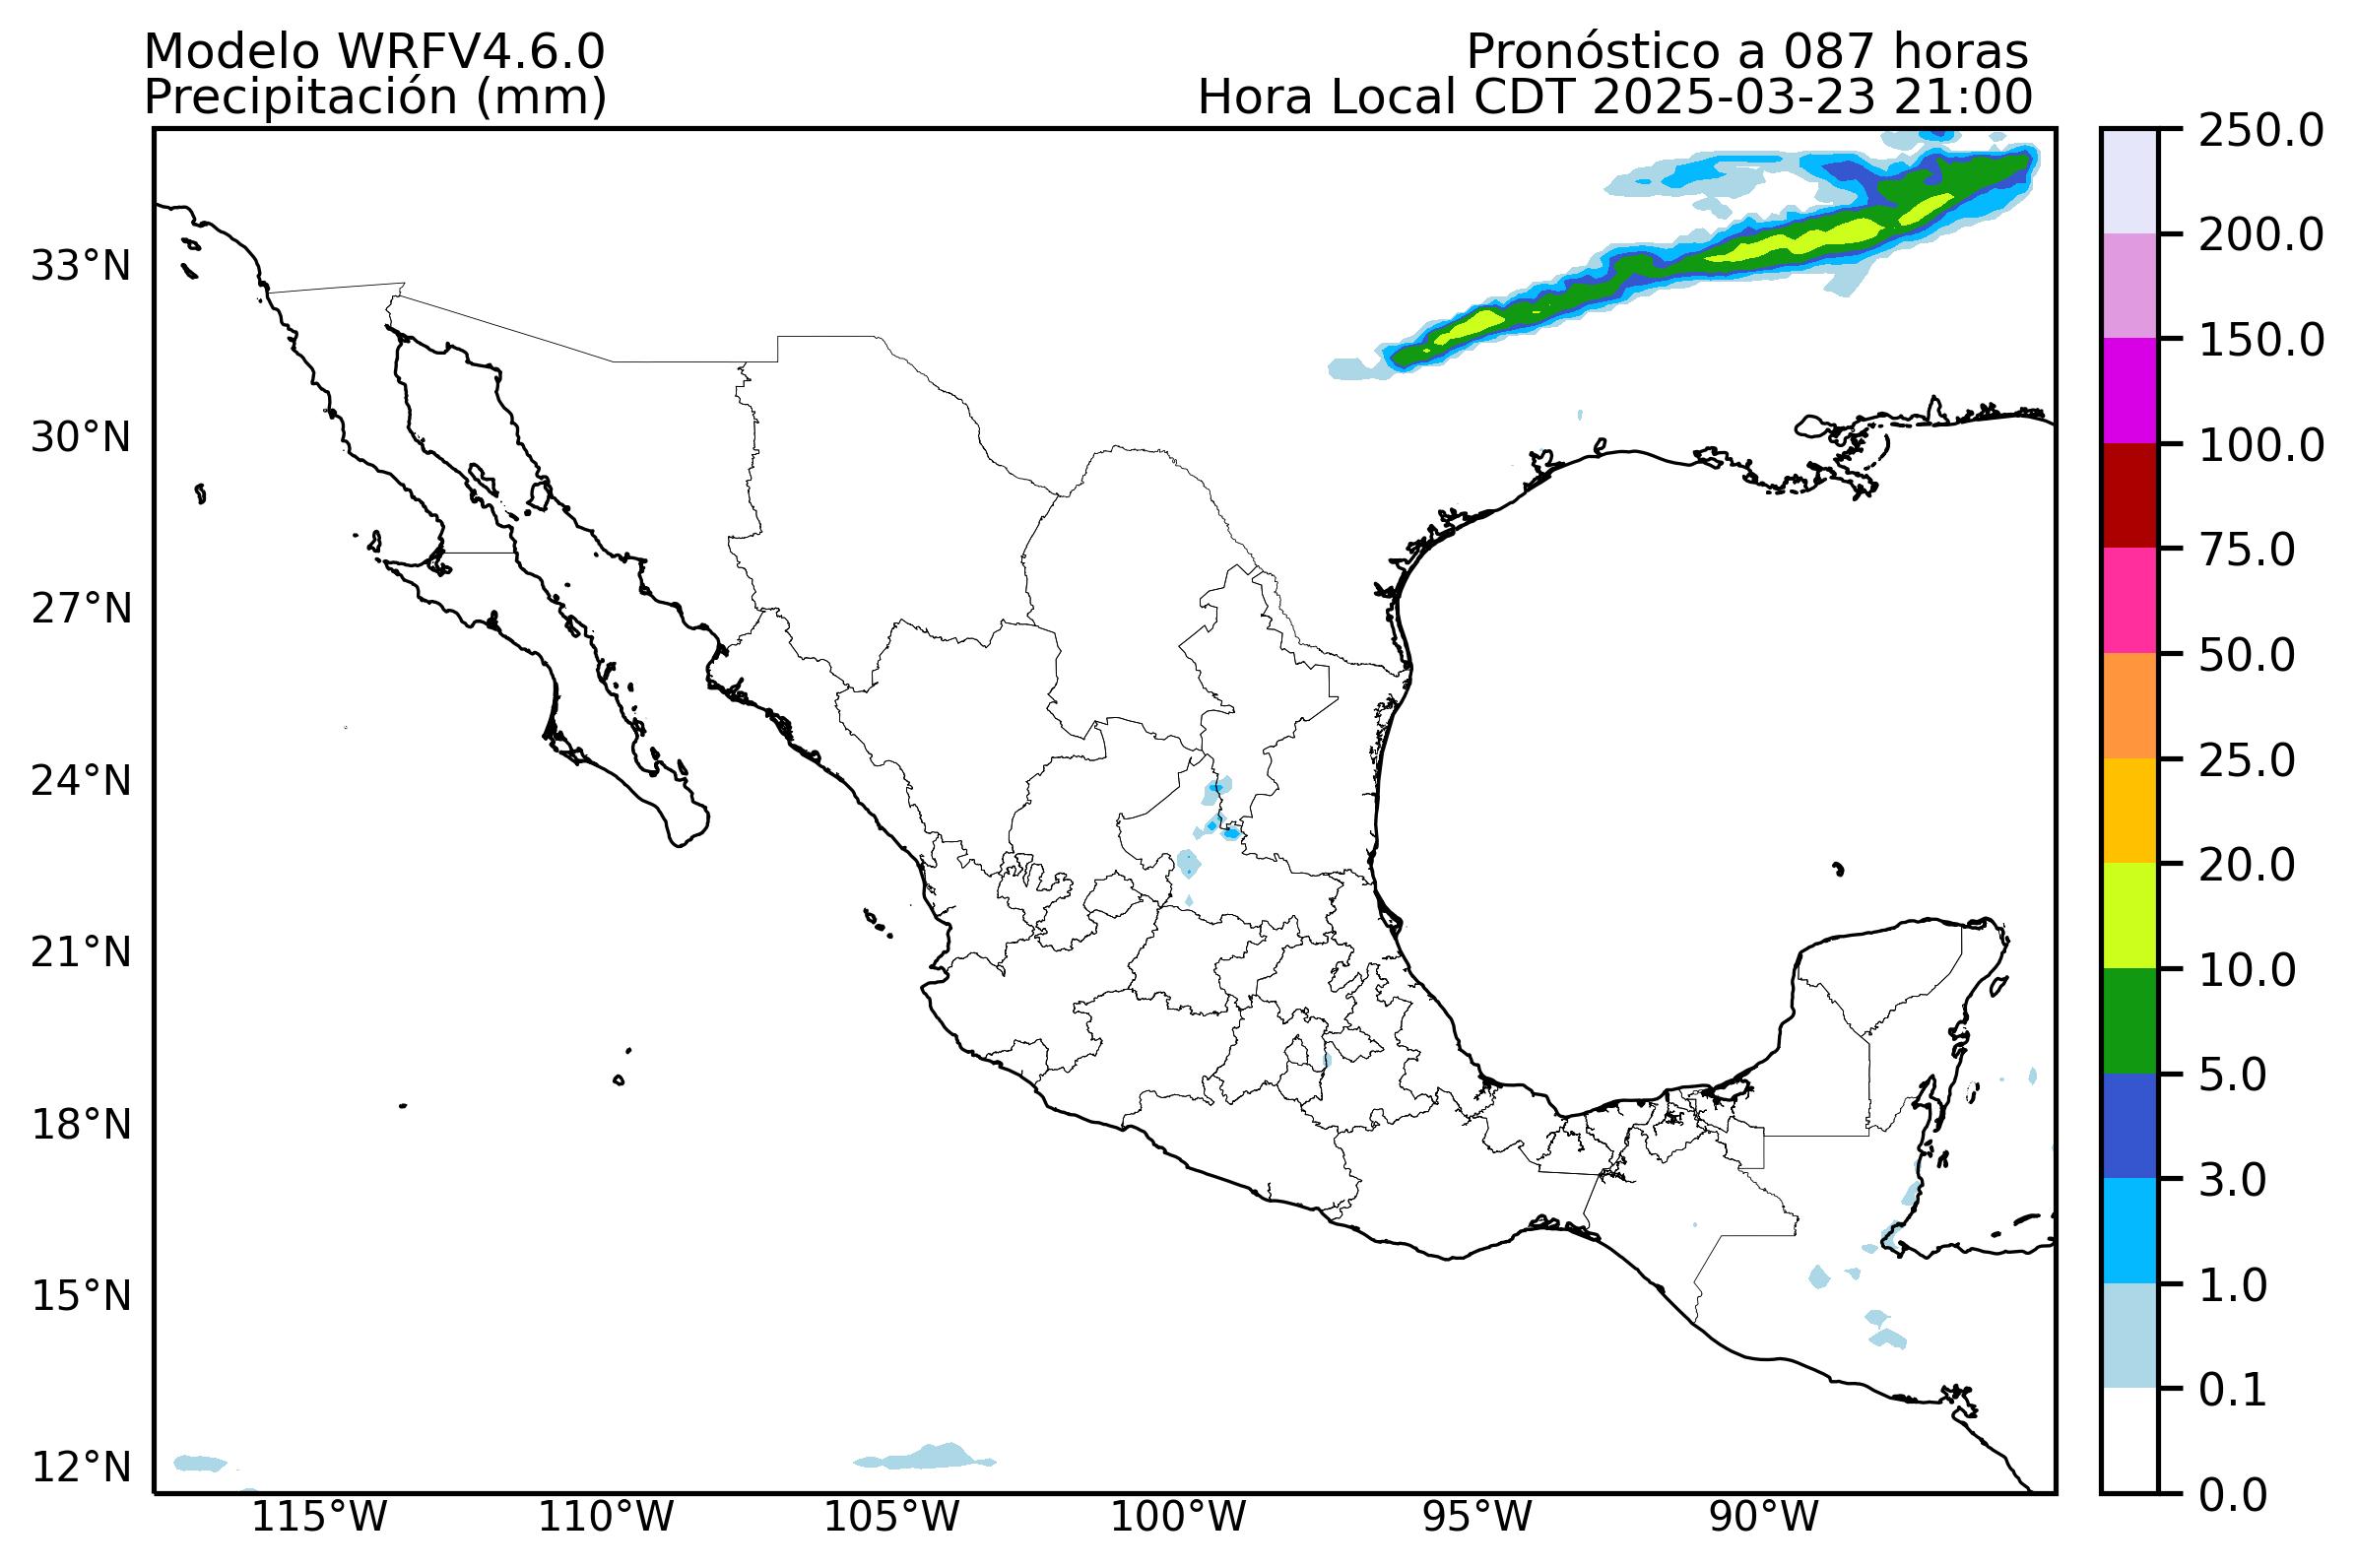 Modelo WRFV4.6.0
Pronóstico a 087 horas
Precipitación (mm)
Hora Local CDT 2025-03-23 21:00
33°N
30°N
27°N
24°N
21°N
18°N
15°N
12°N
115°W
110°W
105°W
100°W
95°W
90°W
250.0
200.0
150.0
100.0
75.0
50.0
25.0
20.0
10.0
5.0
3.0
1.0
0.1
0.0